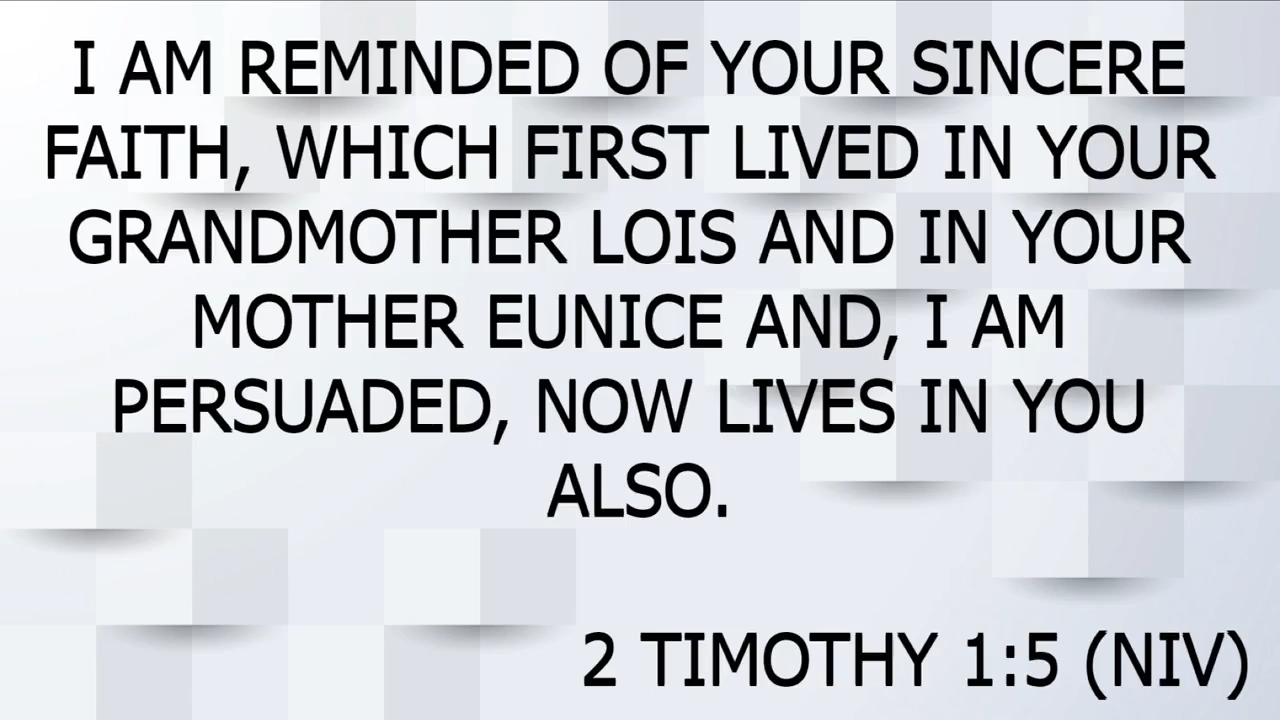 I AM REMINDED OF YOUR SINCERE
FAITH, WHICH FIRST LIVED IN YOUR
GRANDMOTHER LOIS AND IN YOUR
MOTHER EUNICE AND, I AM
PERSUADED, NOW LIVES IN YOU
ALSO.
2 TIMOTHY 1:5 (NIV)